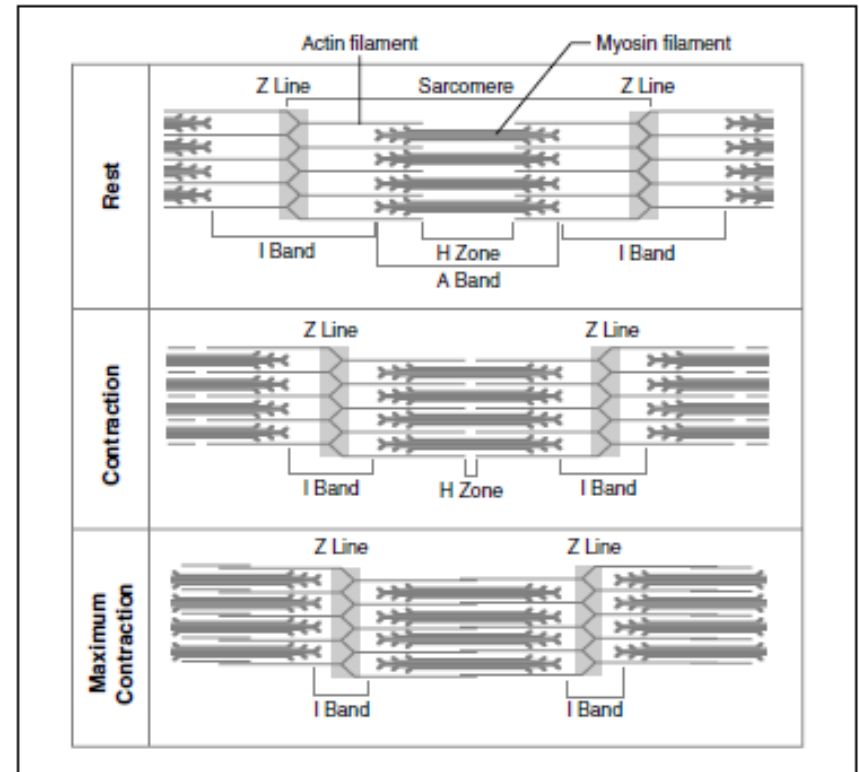 Actin filament Myosin filament
Z Line Sarcomere Z Line
Rest
I Band H Zone I Band
A Band
Z Line Z Line
Contraction
I Band H Zone I Band
Z Line Z Line
Maximum
Contraction
I Band I Band